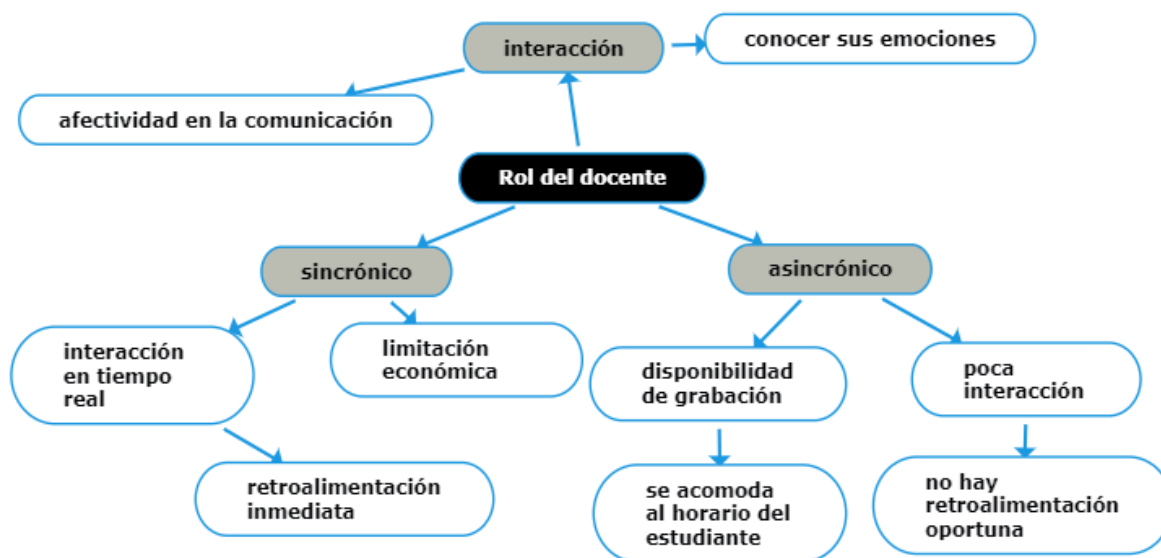 interacción
conocer sus emociones
afectividad en la comunicación
Rol del docente
sincrónico
asincrónico
interacción
en tiempo
real
limitación
económica
disponibilidad
de grabación
poca
interacción
retroalimentación
inmediata
se acomoda
al horario del
estudiante
no hay
retroalimentación
oportuna